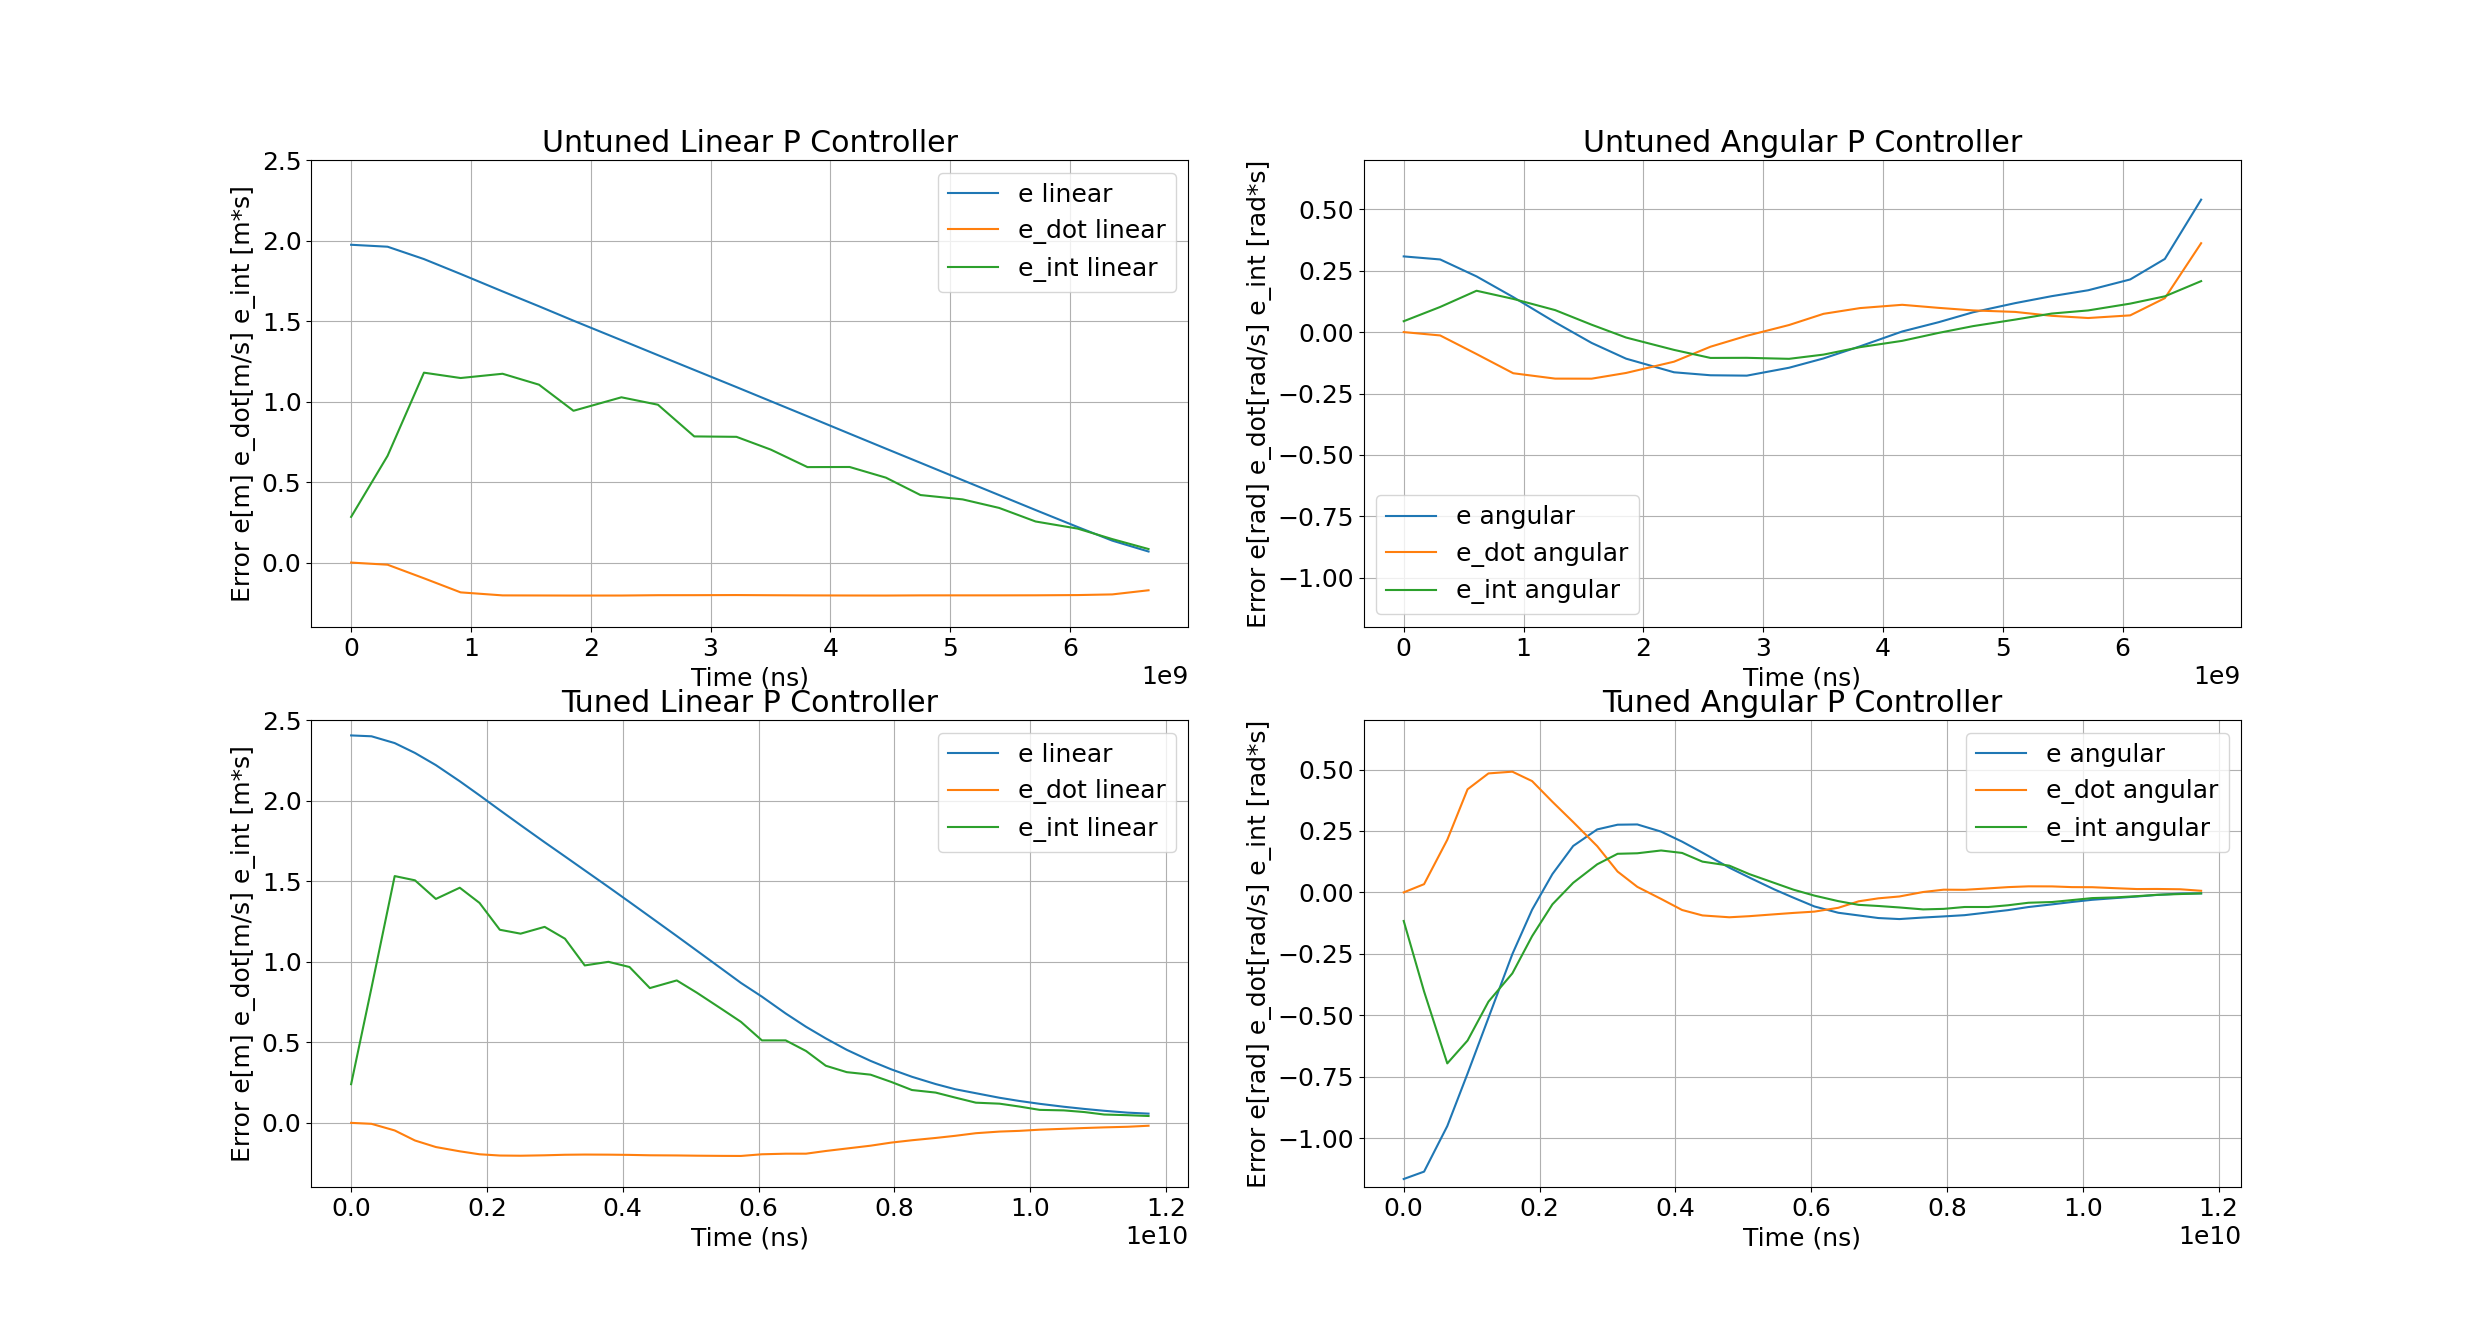 Untuned Linear P Controller
Error e[m] e_dot[m/s] e_int [m*s]
2.5
2.0
1.5
1.0
0.5
0.0
e linear
e_dot linear
e_int linear
0 1 2 3 4 5 6
1e9
Time (ns)
Untuned Angular P Controller
Error e[rad] e_dot[rad/s] e_int [rad*s]
0.50
0.25
0.00
−0.25
−0.50
−0.75
−1.00
e angular
e_dot angular
e_int angular
0 1 2 3 4 5 6
1e9
Time (ns)
Tuned Linear P Controller
Error e[m] e_dot[m/s] e_int [m*s]
2.5
2.0
1.5
1.0
0.5
0.0
e linear
e_dot linear
e_int linear
0.0 0.2 0.4 0.6 0.8 1.0 1.2
1e10
Time (ns)
Tuned Angular P Controller
Error e[rad] e_dot[rad/s] e_int [rad*s]
0.50
0.25
0.00
−0.25
−0.50
−0.75
−1.00
e angular
e_dot angular
e_int angular
0.0 0.2 0.4 0.6 0.8 1.0 1.2
1e10
Time (ns)